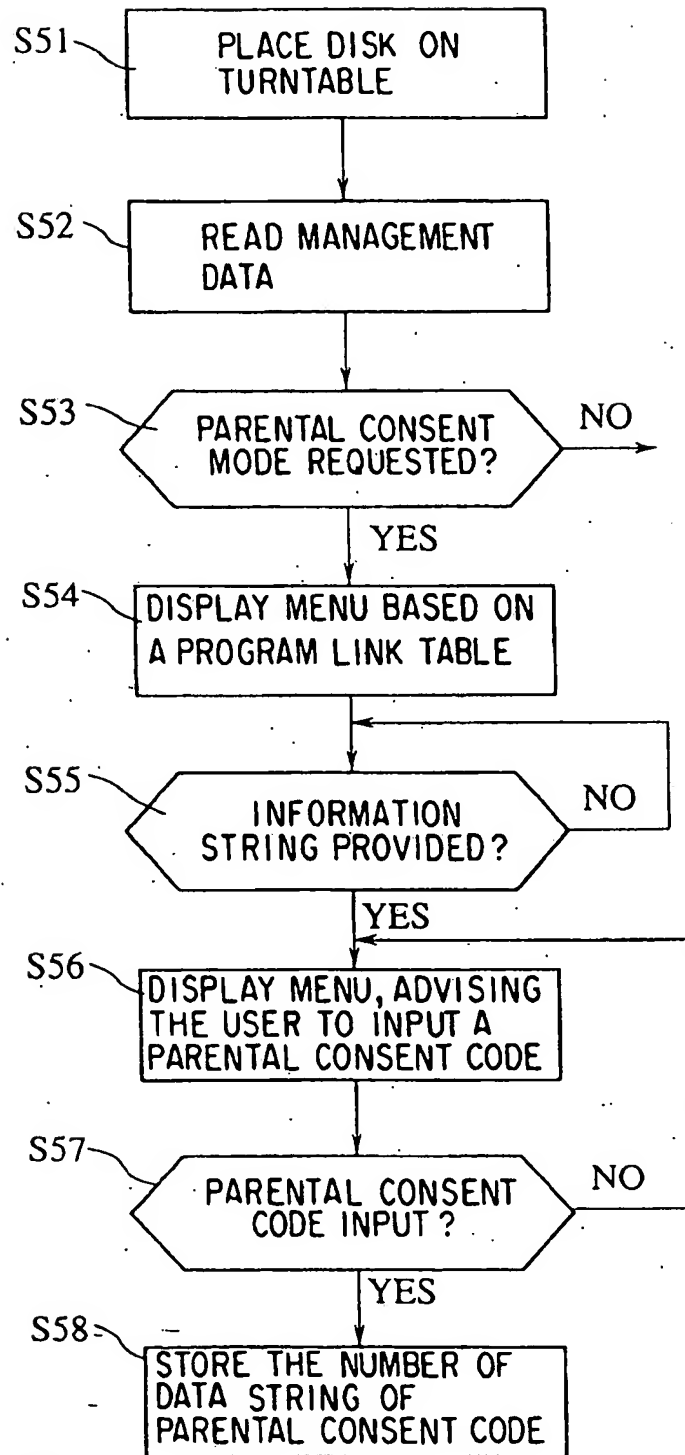 S51
PLACE DISK ON
TURNTABLE
S52
READ MANAGEMENT
DATA
S53
PARENTAL CONSENT
MODE REQUESTED?
NO
YES
S54
DISPLAY MENU BASED ON
A PROGRAM LINK TABLE
S55
INFORMATION
STRING PROVIDED?
NO
YES
S56
DISPLAY MENU, ADVISING
THE USER TO INPUT A
PARENTAL CONSENT CODE
S57
PARENTAL CONSENT
CODE INPUT?
NO
YES
S58
STORE THE NUMBER OF
DATA STRING OF
PARENTAL CONSENT CODE